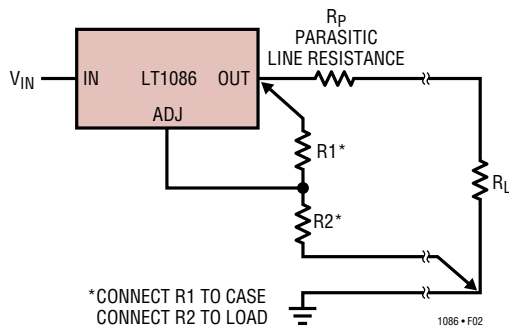 RP
PARASITIC
LINE RESISTANCE
VIN
IN
LT1086
OUT
ADJ
R1*
RL
R2*
*CONNECT R1 TO CASE
CONNECT R2 TO LOAD
1086 • F02